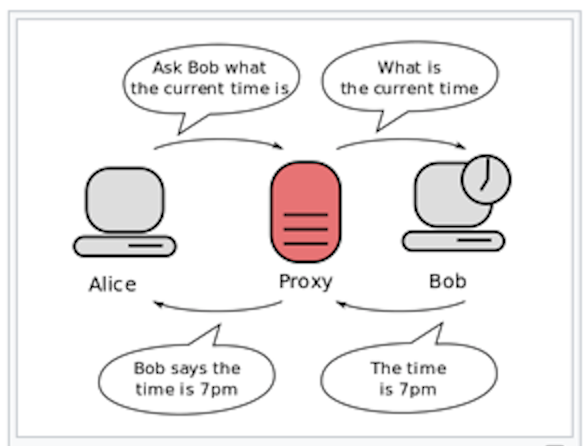 Ask Bob what
the current time is
What is
the current time
Alice
Proxy
Bob
Bob says the
time is 7pm
The time
is 7pm